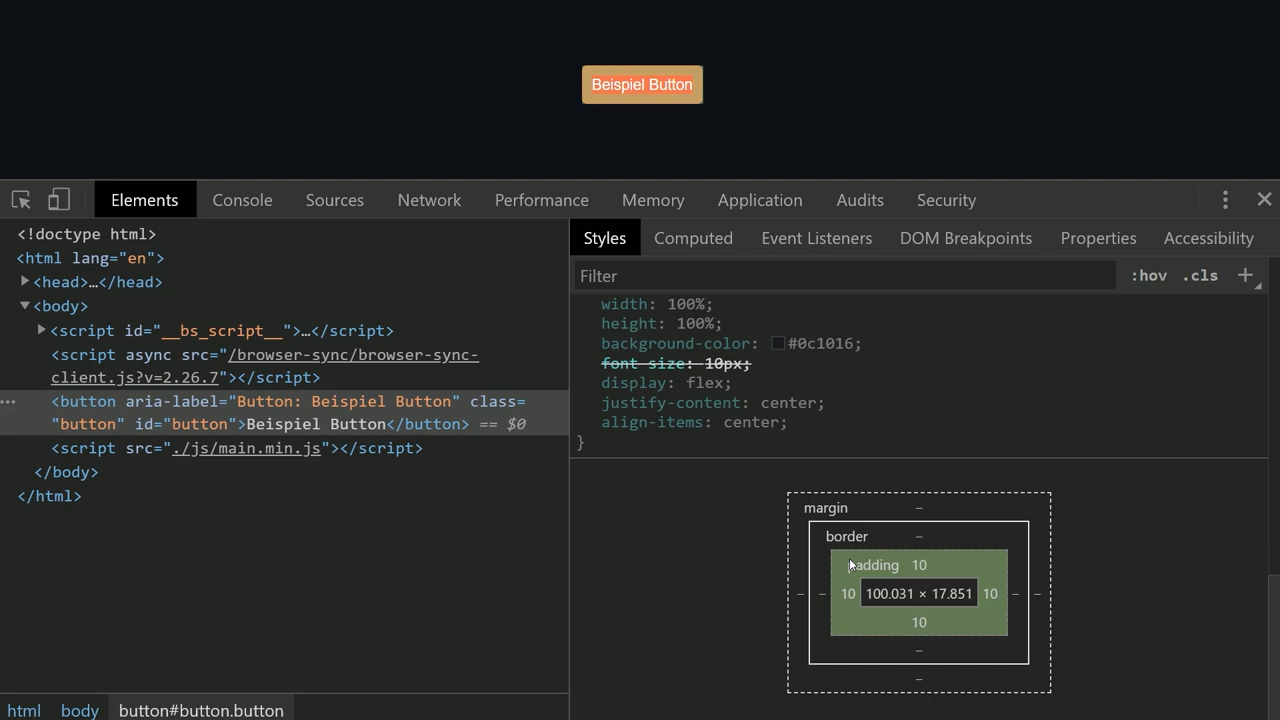 Beispiel Button
Elements Console Sources Network Performance Memory Application Audits Security
<!doctype html>
<html lang="en">
<head>…</head>
<body>
<script id="__bs_script__">…</script>
<script async src="/browser-sync/browser-sync-
client.js?v=2.26.7"></script>
<button aria-label="Button: Beispiel Button" class=
"button" id="button">Beispiel Button</button> == $0
<script src="./js/main.min.js"></script>
</body>
</html>
html body button#button.button
Styles Computed Event Listeners DOM Breakpoints Properties Accessibility
Filter :hov .cls +
width: 100%;
height: 100%;
background-color: #0c1016;
font-size: 10px;
display: flex;
justify-content: center;
align-items: center;
}
margin –
border –
padding 10
– – 10 100.031 × 17.851 10 – –
10
–
–